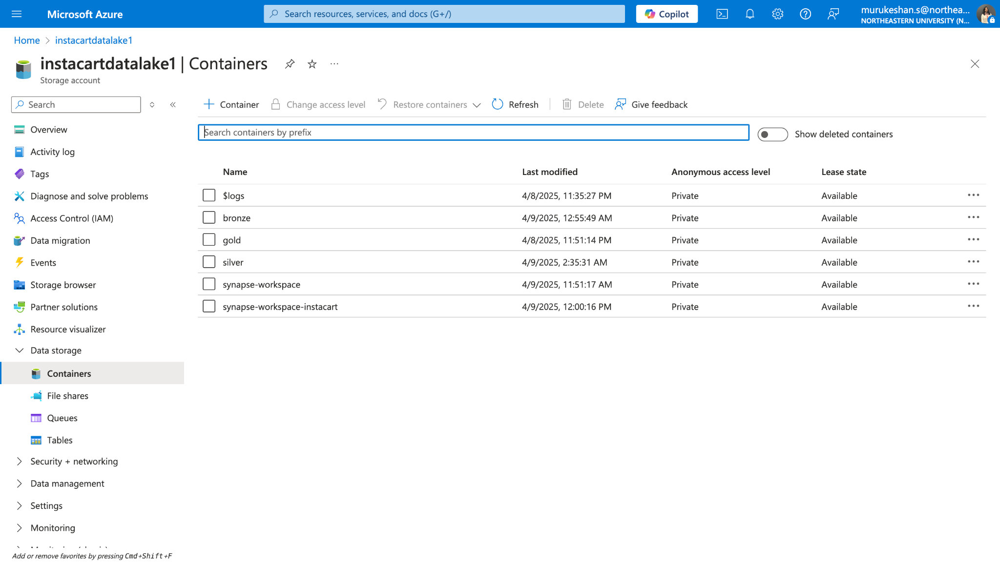 Microsoft Azure
Search resources, services, and docs (G+/)
Copilot
murukeshan.s@northea...
NORTHEASTERN UNIVERSITY (N...
Home > instacartdatalake1
instacartdatalake1 | Containers
Storage account
Search
Container
Change access level
Restore containers
Refresh
Delete
Give feedback
Search containers by prefix
Show deleted containers
Overview
Activity log
Tags
Diagnose and solve problems
Access Control (IAM)
Data migration
Events
Storage browser
Partner solutions
Resource visualizer
Data storage
Containers
File shares
Queues
Tables
Security + networking
Data management
Settings
Monitoring
Add or remove favorites by pressing Cmd+Shift+F
Name Last modified Anonymous access level Lease state
$logs 4/8/2025, 11:35:27 PM Private Available
bronze 4/9/2025, 12:55:49 AM Private Available
gold 4/8/2025, 11:51:14 PM Private Available
silver 4/9/2025, 2:35:31 AM Private Available
synapse-workspace 4/9/2025, 11:51:17 AM Private Available
synapse-workspace-instacart 4/9/2025, 12:00:16 PM Private Available